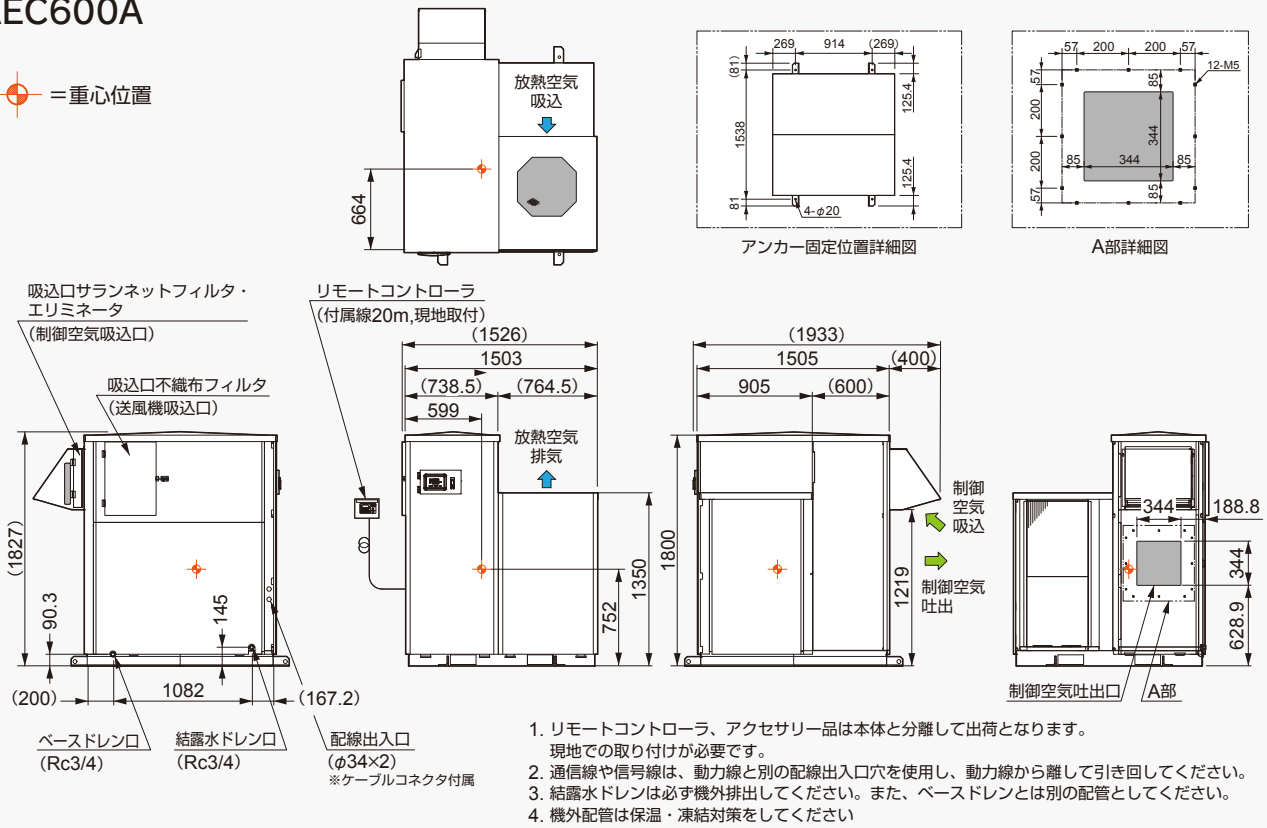 AEC600A
=重心位置
放熱空気
吸込
664
269
914
(269)
(81)
1538
81
125.4
125.4
4-φ20
アンカー固定位置詳細図
57
200
200
57
12-M5
57
200
200
57
85
344
85
85
344
85
A部詳細図
吸込口サランネットフィルタ・
エリミネータ
(制御空気吸込口)
吸込口不織布フィルタ
(送風機吸込口)
(1827)
90.3
145
(200)
1082
(167.2)
ベースドレン口
(Rc3/4)
結露水ドレン口
(Rc3/4)
配線出入口
(φ34×2)
※ケーブルコネクタ付属
リモートコントローラ
(付属線20m,現地取付)
(1526)
1503
(738.5)
(764.5)
599
放熱空気
排気
752
1350
(1933)
1505
(400)
905
(600)
1800
1219
制御
空気
吸込
制御空気
吐出
344
188.8
344
628.9
制御空気吐出口
A部
1. リモートコントローラ、アクセサリー品は本体と分離して出荷となります。
現地での取り付けが必要です。
2. 通信線や信号線は、動力線と別の配線出入口穴を使用し、動力線から離して引き回してください。
3. 結露水ドレンは必ず機外排出してください。また、ベースドレンとは別の配管としてください。
4. 機外配管は保温・凍結対策をしてください